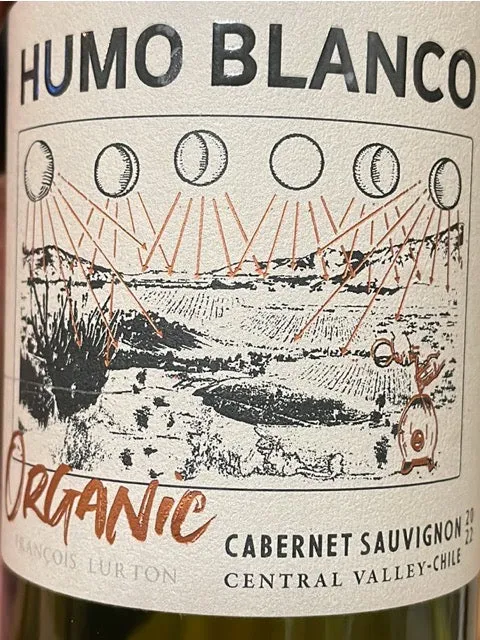 HUMO BLANCO
ORGANIC
FRANÇOIS LURTON
CABERNET SAUVIGNON 2022
CENTRAL VALLEY-CHILE